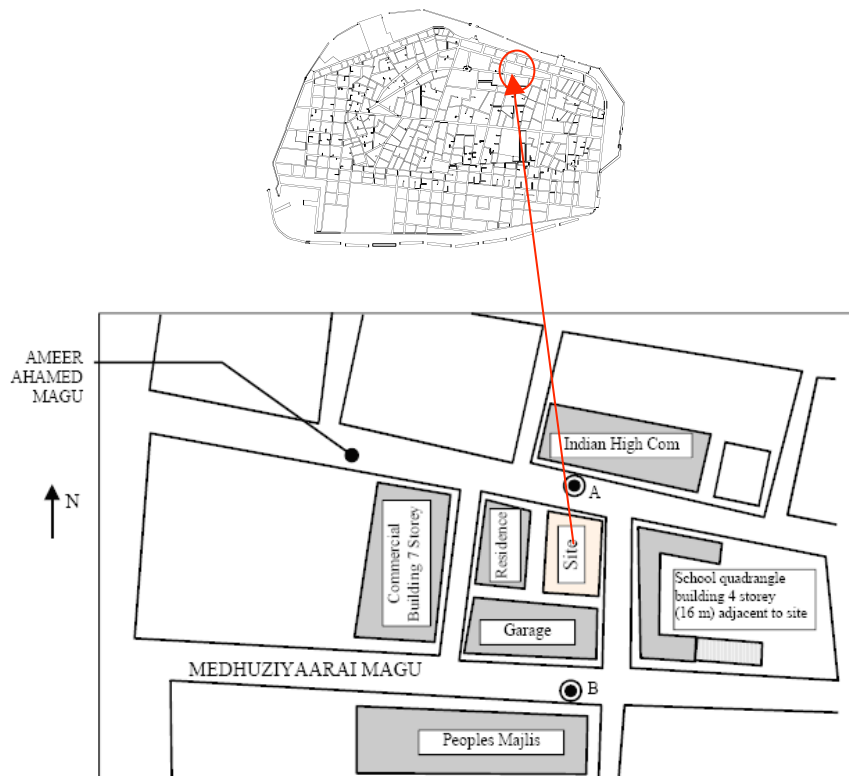 AMEER
AHAMED
MAGU
N
Indian High Com
A
Commercial
Building 7 Storey
Residence
Site
School quadrangle
building 4 storey
(16 m) adjacent to site
Garage
MEDHUZIYAARAI MAGU
B
Peoples Majlis